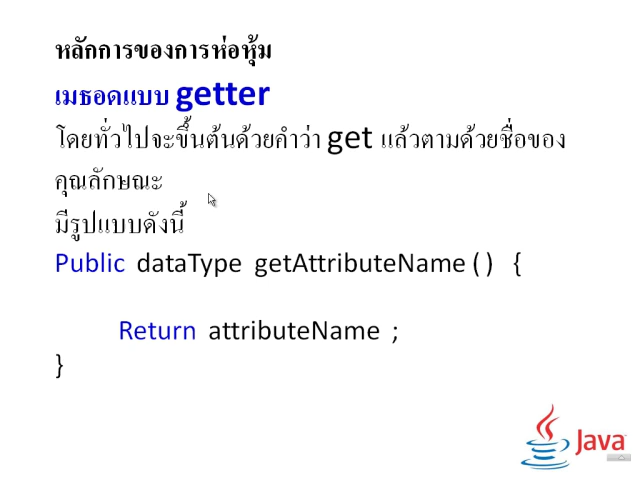 หลักการของการห่อหุ้ม
เมธอดแบบ getter
โดยทั่วไปจะขึ้นต้นด้วยคำว่า get แล้วตามด้วยชื่อของ
คุณลักษณะ
มีรูปแบบดังนี้
Public dataType getAttributeName ( ) {
Return attributeName ;
}
Java